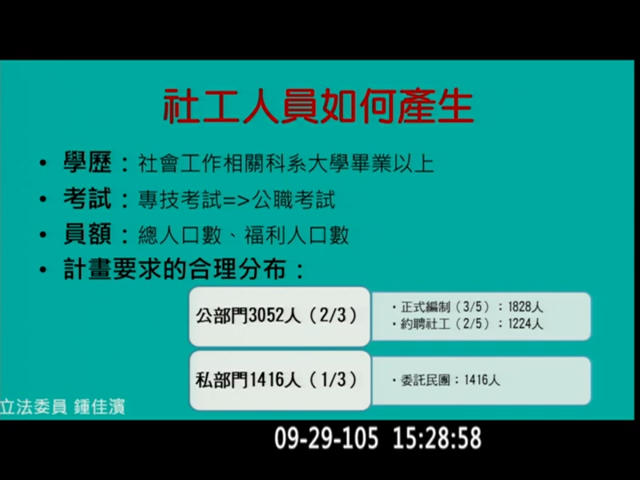 社工人員如何產生
• 學歷：社會工作相關科系大學畢業以上
• 考試：專技考試=>公職考試
• 員額：總人口數、福利人口數
• 計畫要求的合理分布：
公部門3052人（2/3）
・正式編制（3/5）：1828人
・約聘社工（2/5）：1224人
私部門1416人（1/3）
・委託民團：1416人
立法委員 鍾佳濱
09-29-105 15:28:58